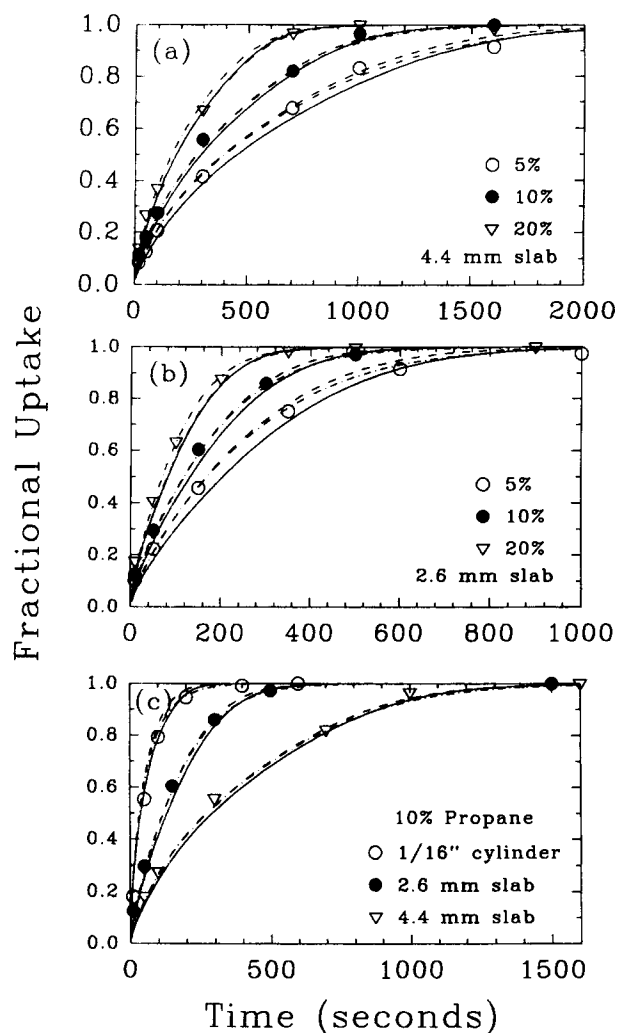 Fractional Uptake
(a)
1.0
0.8
0.6
0.4
0.2
0.0
5%
10%
20%
4.4 mm slab
0 500 1000 1500 2000
(b)
1.0
0.8
0.6
0.4
0.2
0.0
5%
10%
20%
2.6 mm slab
0 200 400 600 800 1000
(c)
1.0
0.8
0.6
0.4
0.2
0.0
10% Propane
1/16" cylinder
2.6 mm slab
4.4 mm slab
0 500 1000 1500
Time (seconds)